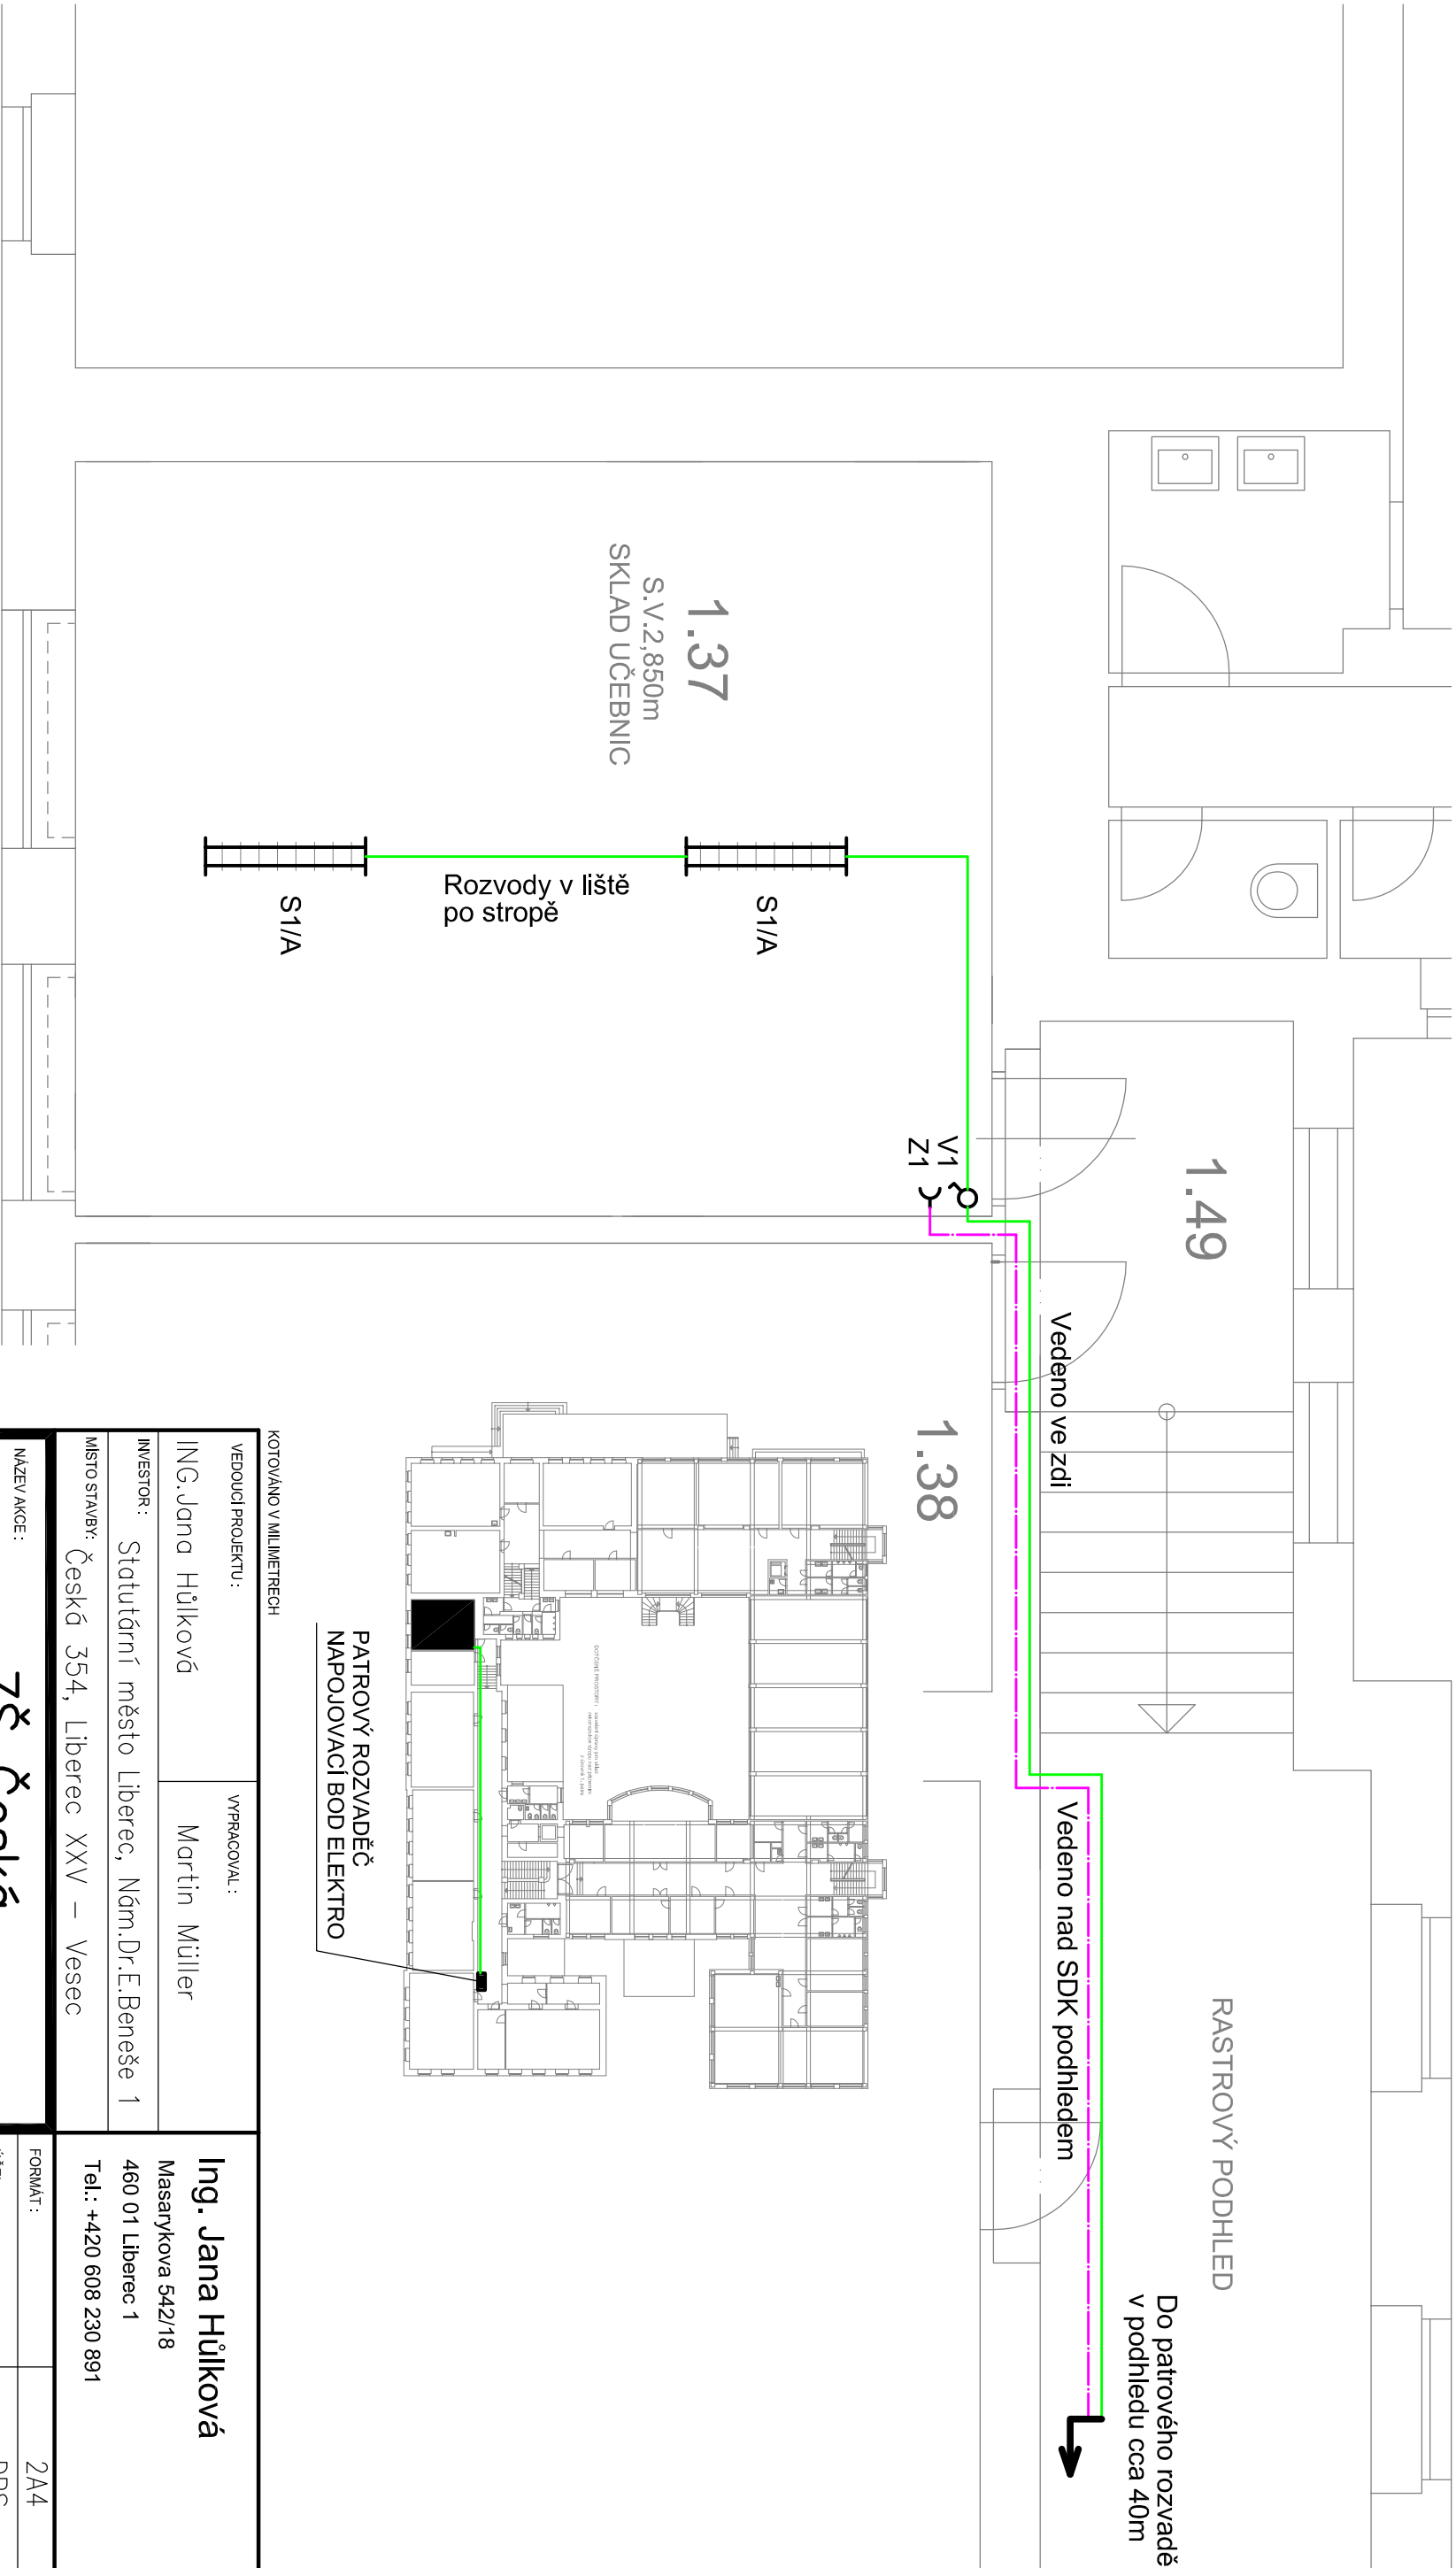 1.49
RASTROVÝ PODHLED
Do patrového rozvadě
v podhledu cca 40m
Vedeno ve zdi
Vedeno nad SDK podhledem
1.37
S.V.2,850m
SKLAD UČEBNIC
V1
Z1
1.38
S1/A
Rozvody v liště
po stropě
S1/A
PATROVÝ ROZVADĚČ
NAPOJOVACÍ BOD ELEKTRO
KOTOVÁNO V MILIMETRECH
VEDOUCÍ PROJEKTU :
ING.Jana Hůlková
VYPRACOVAL :
Martin Müller
INVESTOR :
Statutární město Liberec, Nám.Dr.E.Beneše 1
MÍSTO STAVBY:
Česká 354, Liberec XXV – Vesec
Ing. Jana Hůlková
Masarykova 542/18
460 01 Liberec 1
Tel.: +420 608 230 891
NÁZEV AKCE :
ZŠ Česká
FORMÁT :
2A4